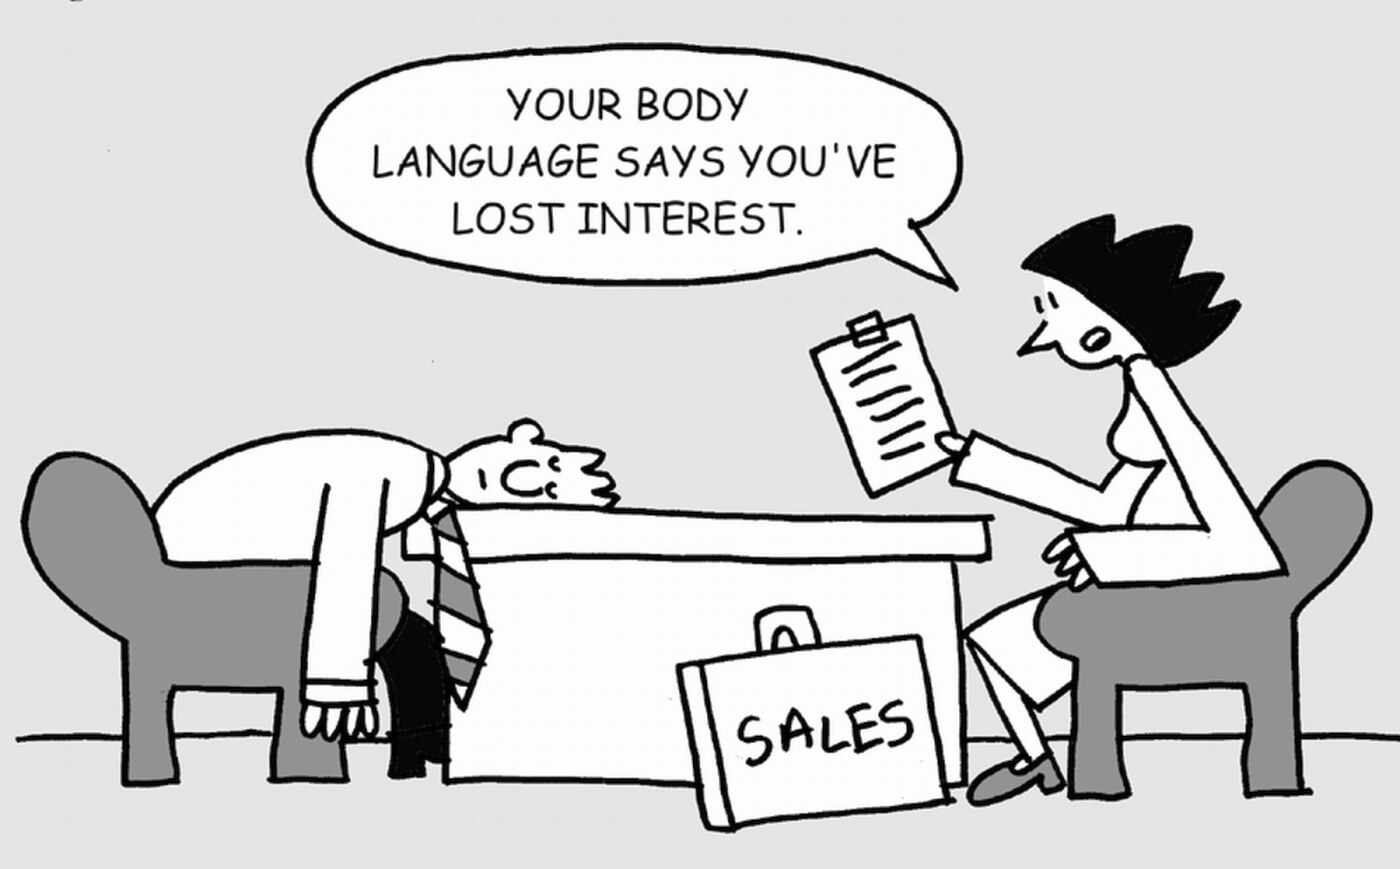 YOUR BODY
LANGUAGE SAYS YOU'VE
LOST INTEREST.
SALES